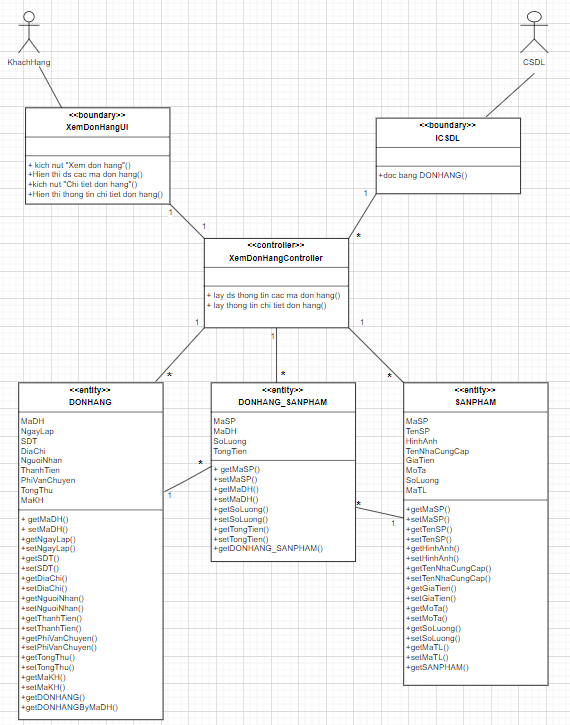 KhachHang
CSDL
<<boundary>>
XemDonHangUI
+ kich nut "Xem don hang"()
+Hien thi ds cac ma don hang()
+kich nut "Chi tiet don hang"()
+Hien thi thong tin chi tiet don hang()
<<boundary>>
ICSDL
+doc bang DONHANG()
1
1
1
*
<<controller>>
XemDonHangController
+ lay ds thong tin cac ma don hang()
+ lay thong tin chi tiet don hang()
1
1
1
*
*
*
<<entity>>
DONHANG
MaDH
NgayLap
SDT
DiaChi
NguoiNhan
ThanhTien
PhiVanChuyen
TongThu
MaKH
+ getMaDH()
+ setMaDH()
+getNgayLap()
+setNgayLap()
+getSDT()
+setSDT()
+getDiaChi()
+setDiaChi()
+getNguoiNhan()
+setNguoiNhan()
+getThanhTien()
+setThanhTien()
+getPhiVanChuyen()
+setPhiVanChuyen()
+getTongThu()
+setTongThu()
+getMaKH()
+setMaKH()
+getDONHANG()
+getDONHANGByMaDH()
*
1
<<entity>>
DONHANG_SANPHAM
MaSP
MaDH
SoLuong
TongTien
+ getMaSP()
+setMaSP()
+getMaDH()
+setMaDH()
+getSoLuong()
+setSoLuong()
+getTongTien()
+setTongTien()
+getDONHANG_SANPHAM()
*
1
<<entity>>
SANPHAM
MaSP
TenSP
HinhAnh
TenNhaCungCap
GiaTien
MoTa
SoLuong
MaTL
+getMaSP()
+setMaSP()
+getTenSP()
+setTenSP()
+getHinhAnh()
+setHinhAnh()
+getTenNhaCungCap()
+setTenNhaCungCap()
+getGiaTien()
+setGiaTien()
+getMoTa()
+setMoTa()
+getSoLuong()
+setSoLuong()
+getMaTL()
+setMaTL()
+getSANPHAM()